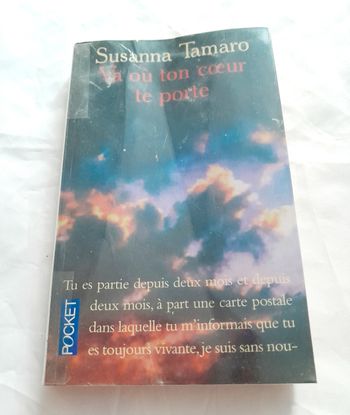 Susanna Tamaro
Va où ton cœur
te porte
Tu es partie depuis deux mois et depuis
deux mois, à part une carte postale
dans laquelle tu m'informais que tu
es toujours vivante, je suis sans nou-
POCKET